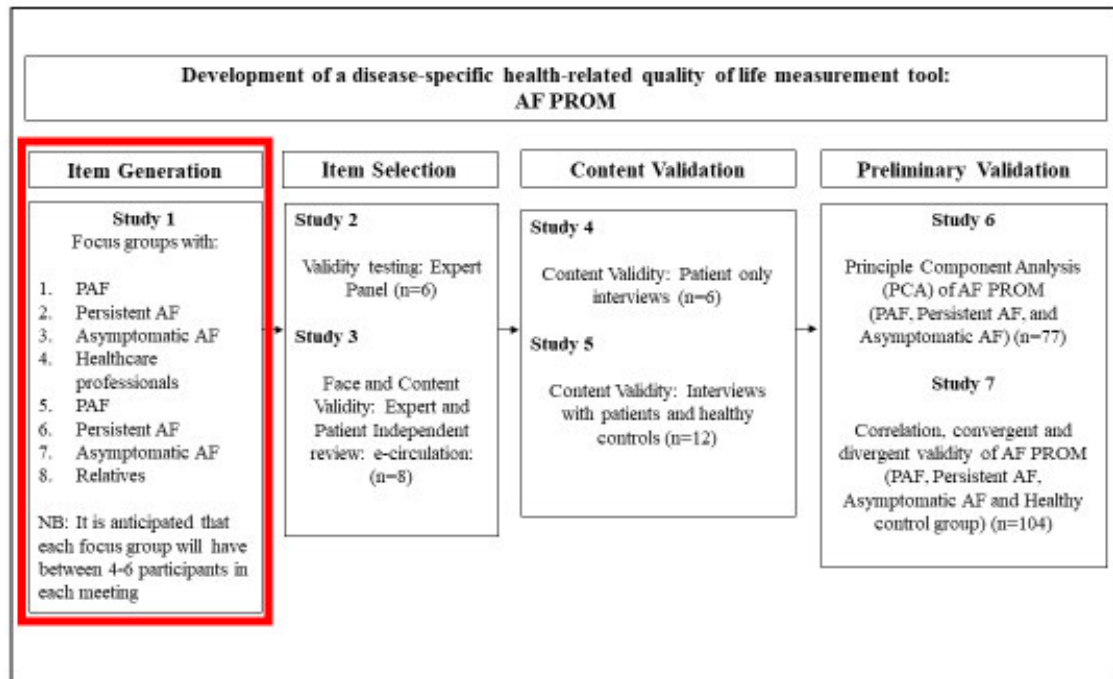 Development of a disease-specific health-related quality of life measurement tool:
AF PROM
Item Generation
Study 1
Focus groups with:
1. PAF
2. Persistent AF
3. Asymptomatic AF
4. Healthcare
professionals
5. PAF
6. Persistent AF
7. Asymptomatic AF
8. Relatives
NB: It is anticipated that
each focus group will have
between 4-6 participants in
each meeting
Item Selection
Study 2
Validity testing: Expert
Panel (n=6)
Study 3
Face and Content
Validity: Expert and
Patient Independent
review: e-circulation:
(n=8)
Content Validation
Study 4
Content Validity: Patient only
interviews (n=6)
Study 5
Content Validity: Interviews
with patients and healthy
controls (n=12)
Preliminary Validation
Study 6
Principle Component Analysis
(PCA) of AF PROM
(PAF, Persistent AF, and
Asymptomatic AF) (n=77)
Study 7
Correlation, convergent and
divergent validity of AF PROM
(PAF, Persistent AF,
Asymptomatic AF and Healthy
control group) (n=104)